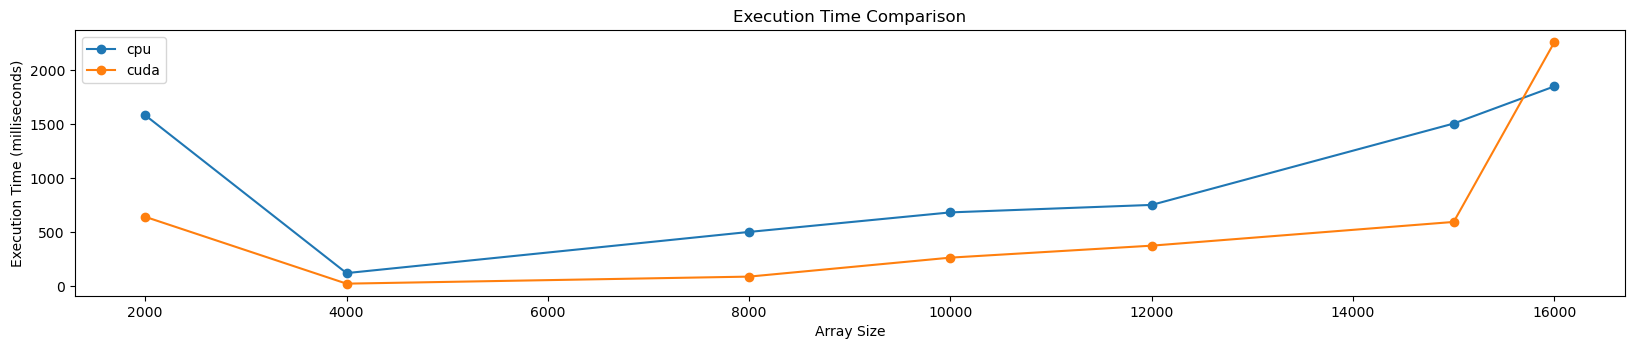 Execution Time Comparison
cpu
cuda
Execution Time (milliseconds)
2000
1500
1000
500
0
2000 4000 6000 8000 10000 12000 14000 16000
Array Size